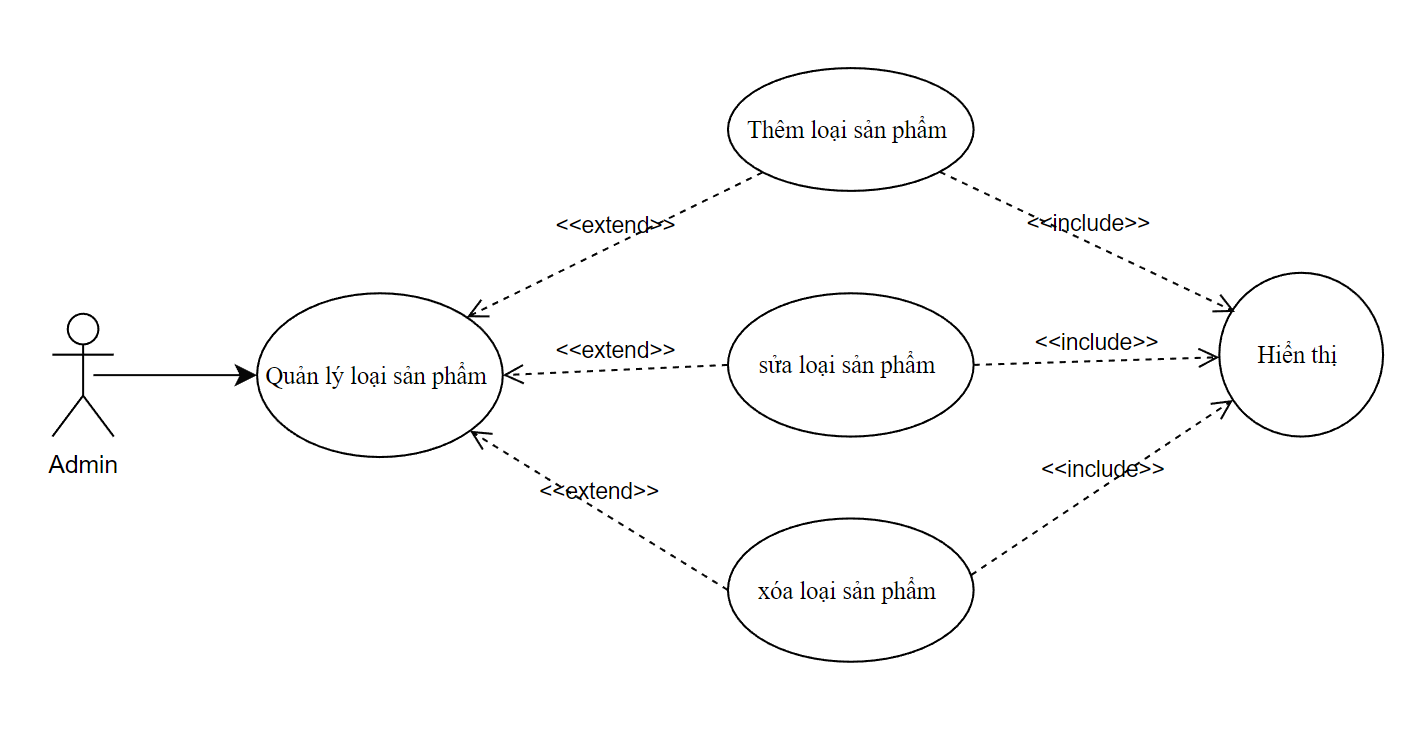 Thêm loại sản phẩm
<<extend>>
<<include>>
<<extend>>
<<include>>
sửa loại sản phẩm
Hiển thị
Quản lý loại sản phẩm
Admin
<<extend>>
<<include>>
xóa loại sản phẩm